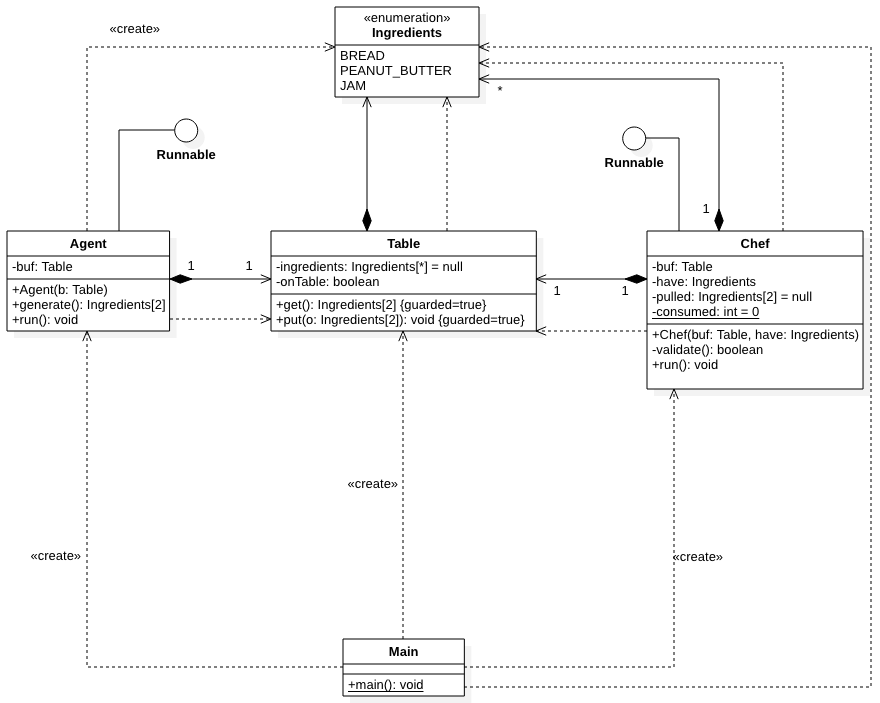 «create»
«enumeration»
Ingredients
BREAD
PEANUT_BUTTER
JAM
*
Runnable
Runnable
1
Agent
-buf: Table
+Agent(b: Table)
+generate(): Ingredients[2]
+run(): void
1
1
Table
-ingredients: Ingredients[*] = null
-onTable: boolean
+get(): Ingredients[2] {guarded=true}
+put(o: Ingredients[2]): void {guarded=true}
1
1
Chef
-buf: Table
-have: Ingredients
-pulled: Ingredients[2] = null
-consumed: int = 0
+Chef(buf: Table, have: Ingredients)
-validate(): boolean
+run(): void
«create»
«create»
«create»
Main
+main(): void